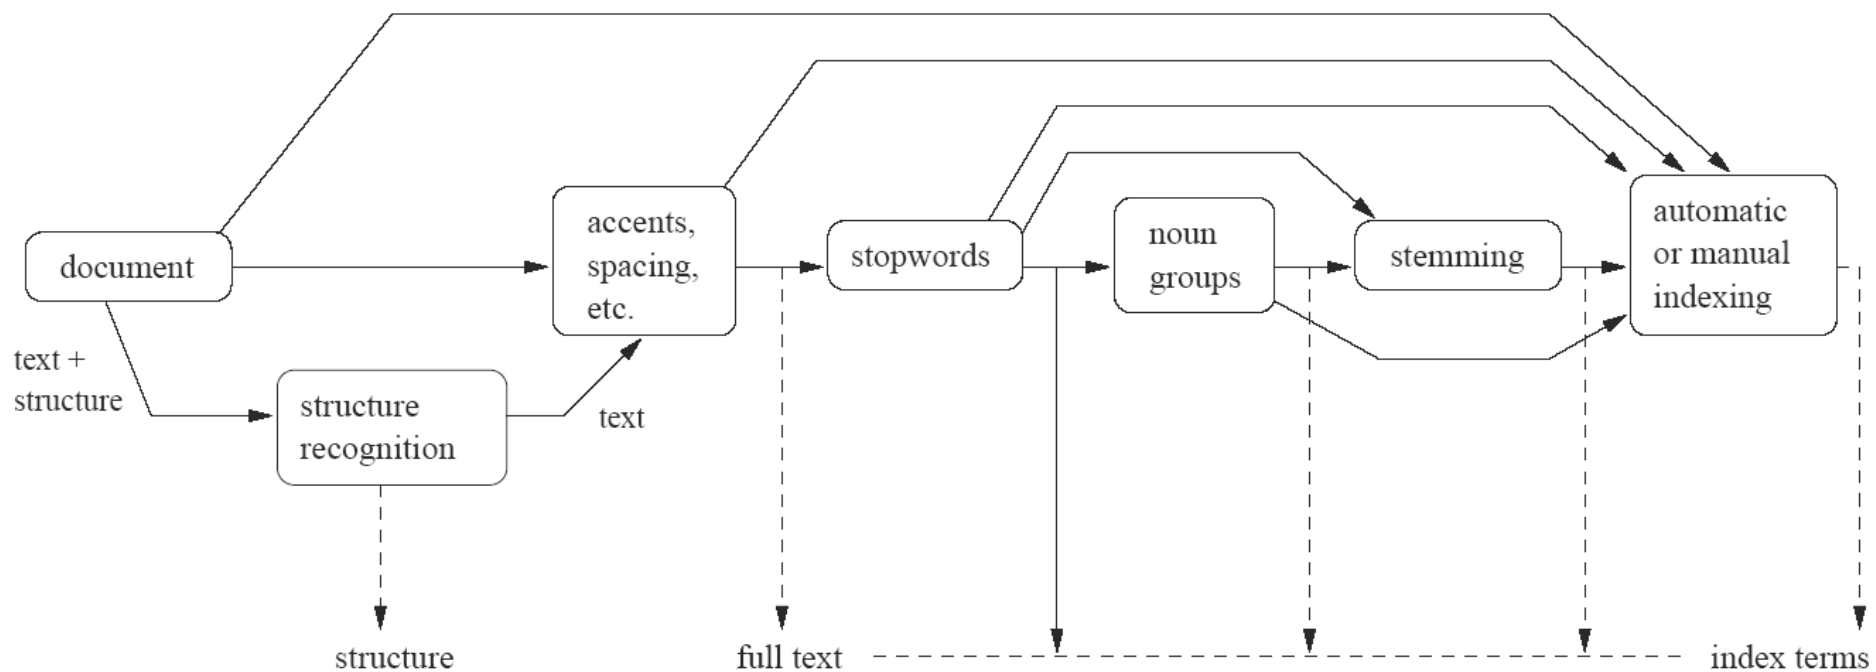 document
text +
structure
structure
recognition
text
accents,
spacing,
etc.
stopwords
noun
groups
stemming
automatic
or manual
indexing
structure
full text
index terms